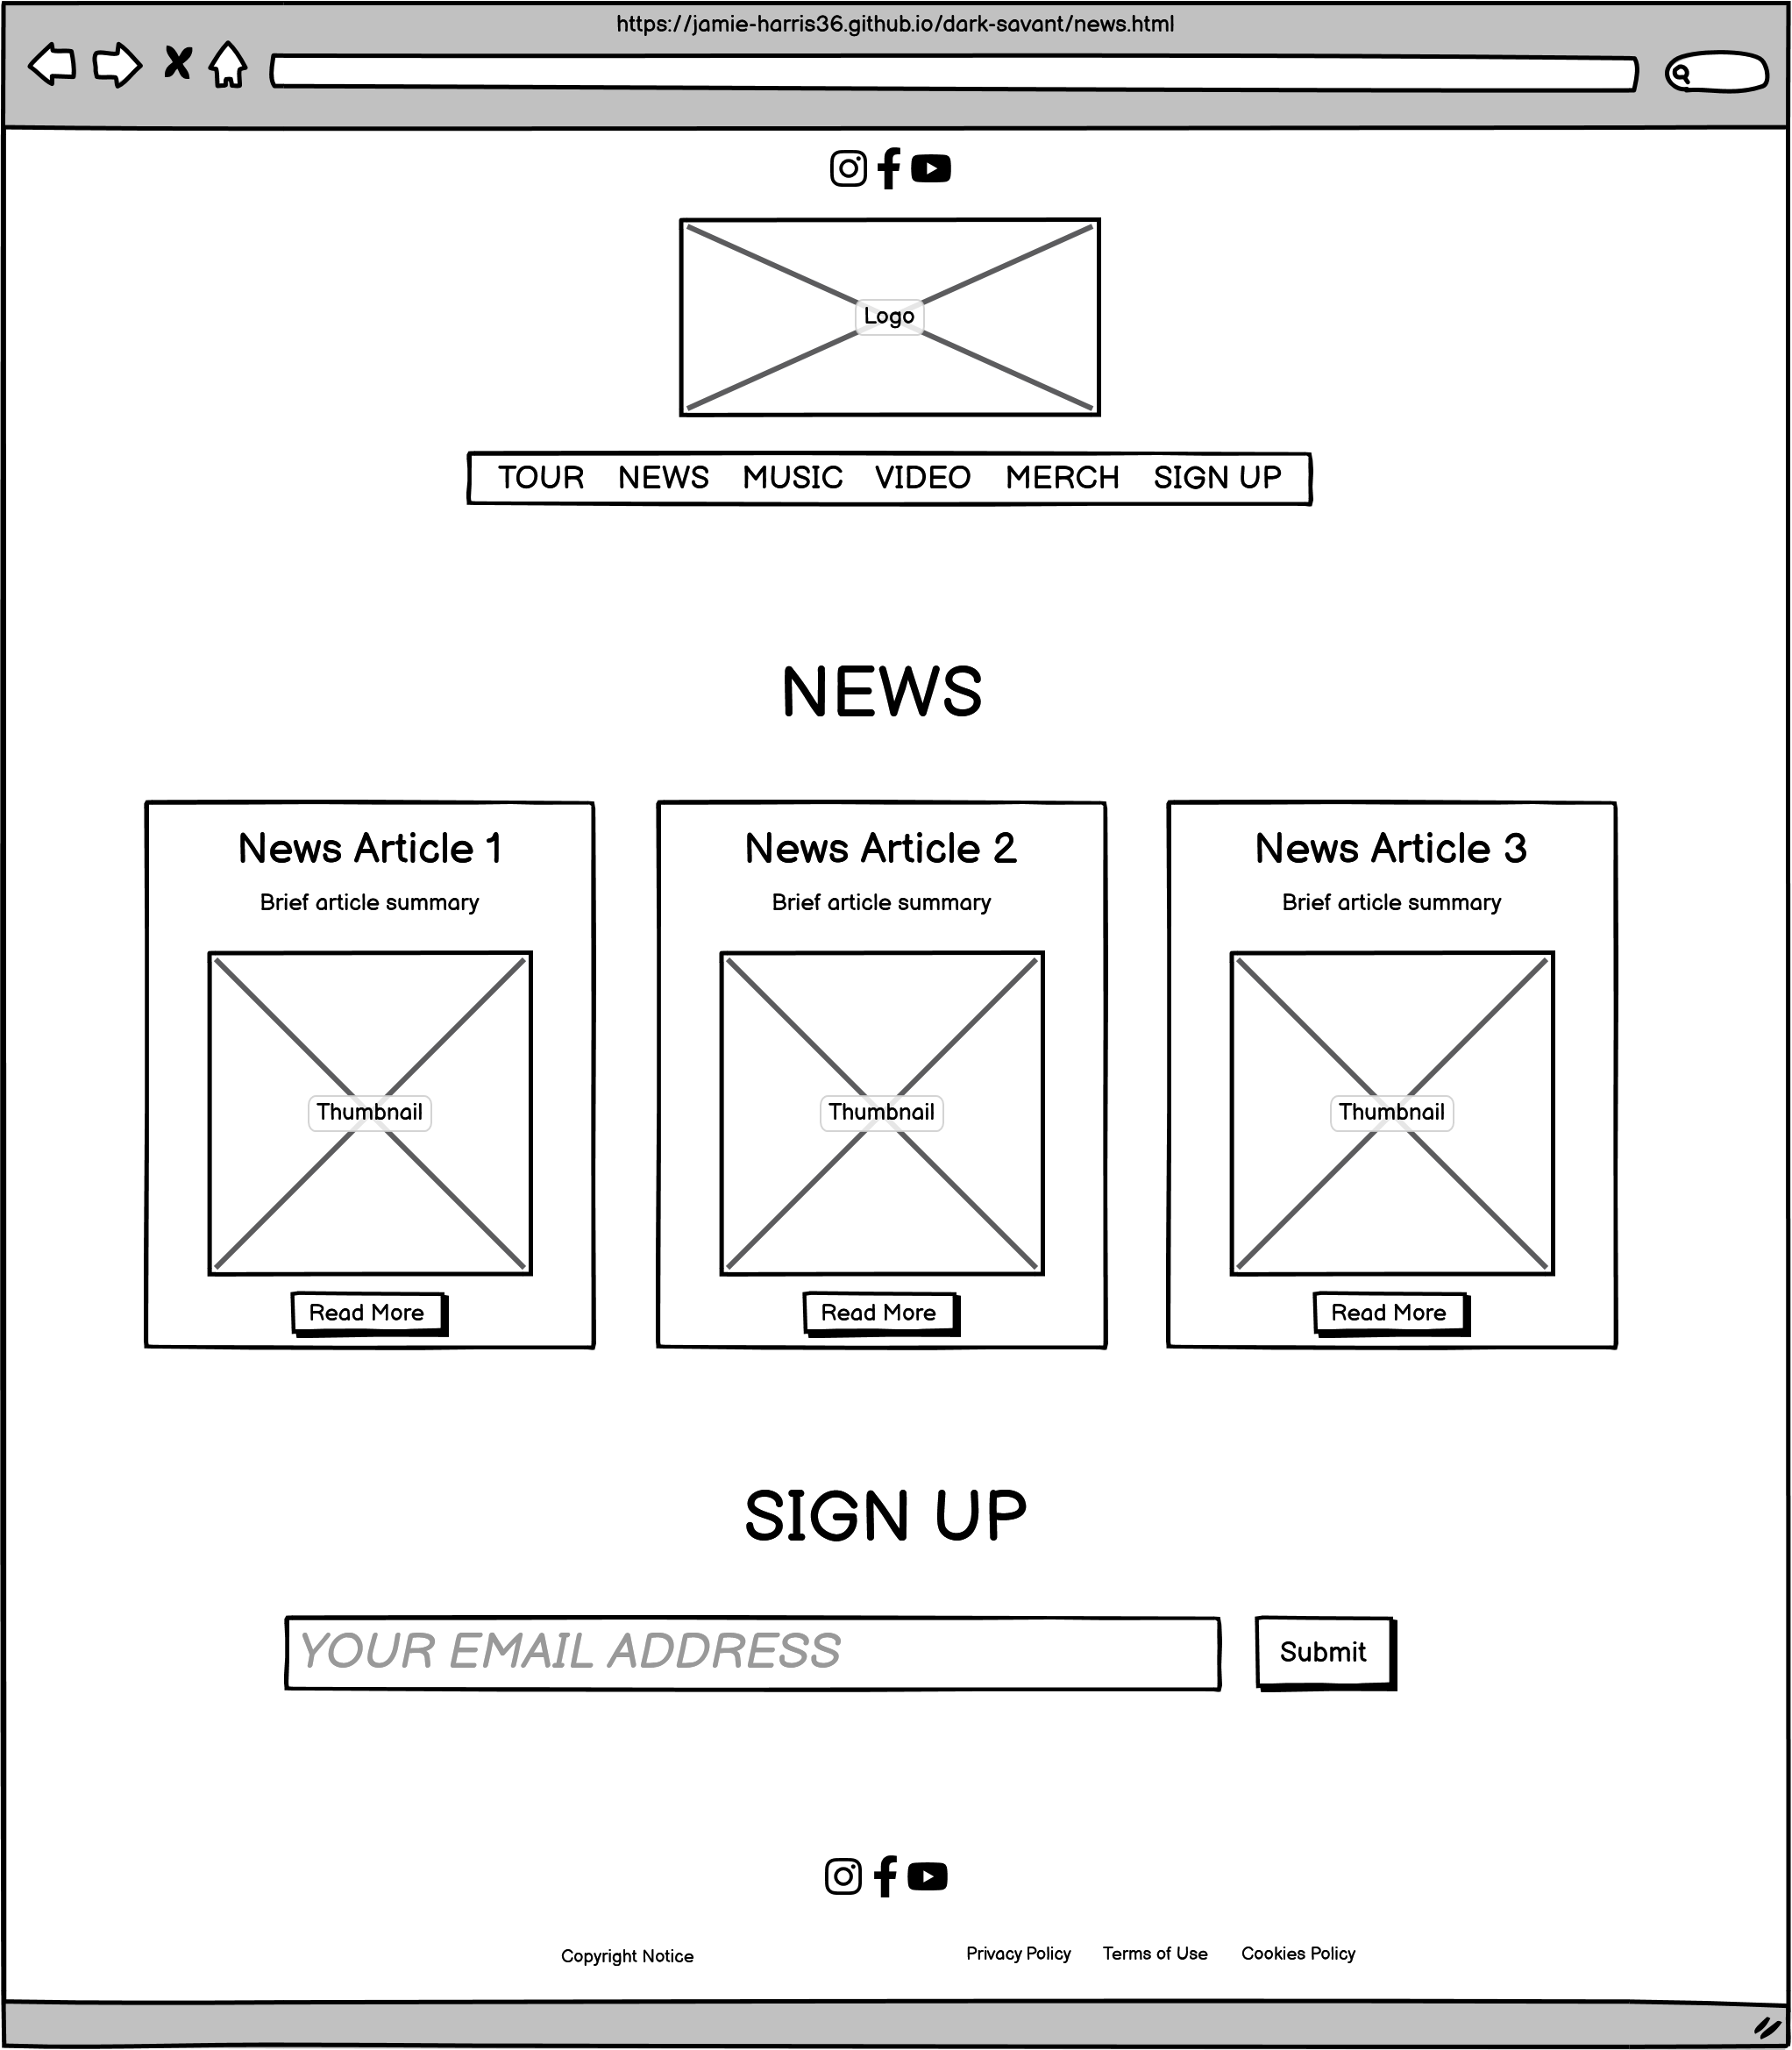 https://jamie-harris36.github.io/dark-savant/news.html
Logo
TOUR NEWS MUSIC VIDEO MERCH SIGN UP
NEWS
News Article 1
Brief article summary
Thumbnail
Read More
News Article 2
Brief article summary
Thumbnail
Read More
News Article 3
Brief article summary
Thumbnail
Read More
SIGN UP
YOUR EMAIL ADDRESS
Submit
Copyright Notice
Privacy Policy Terms of Use Cookies Policy